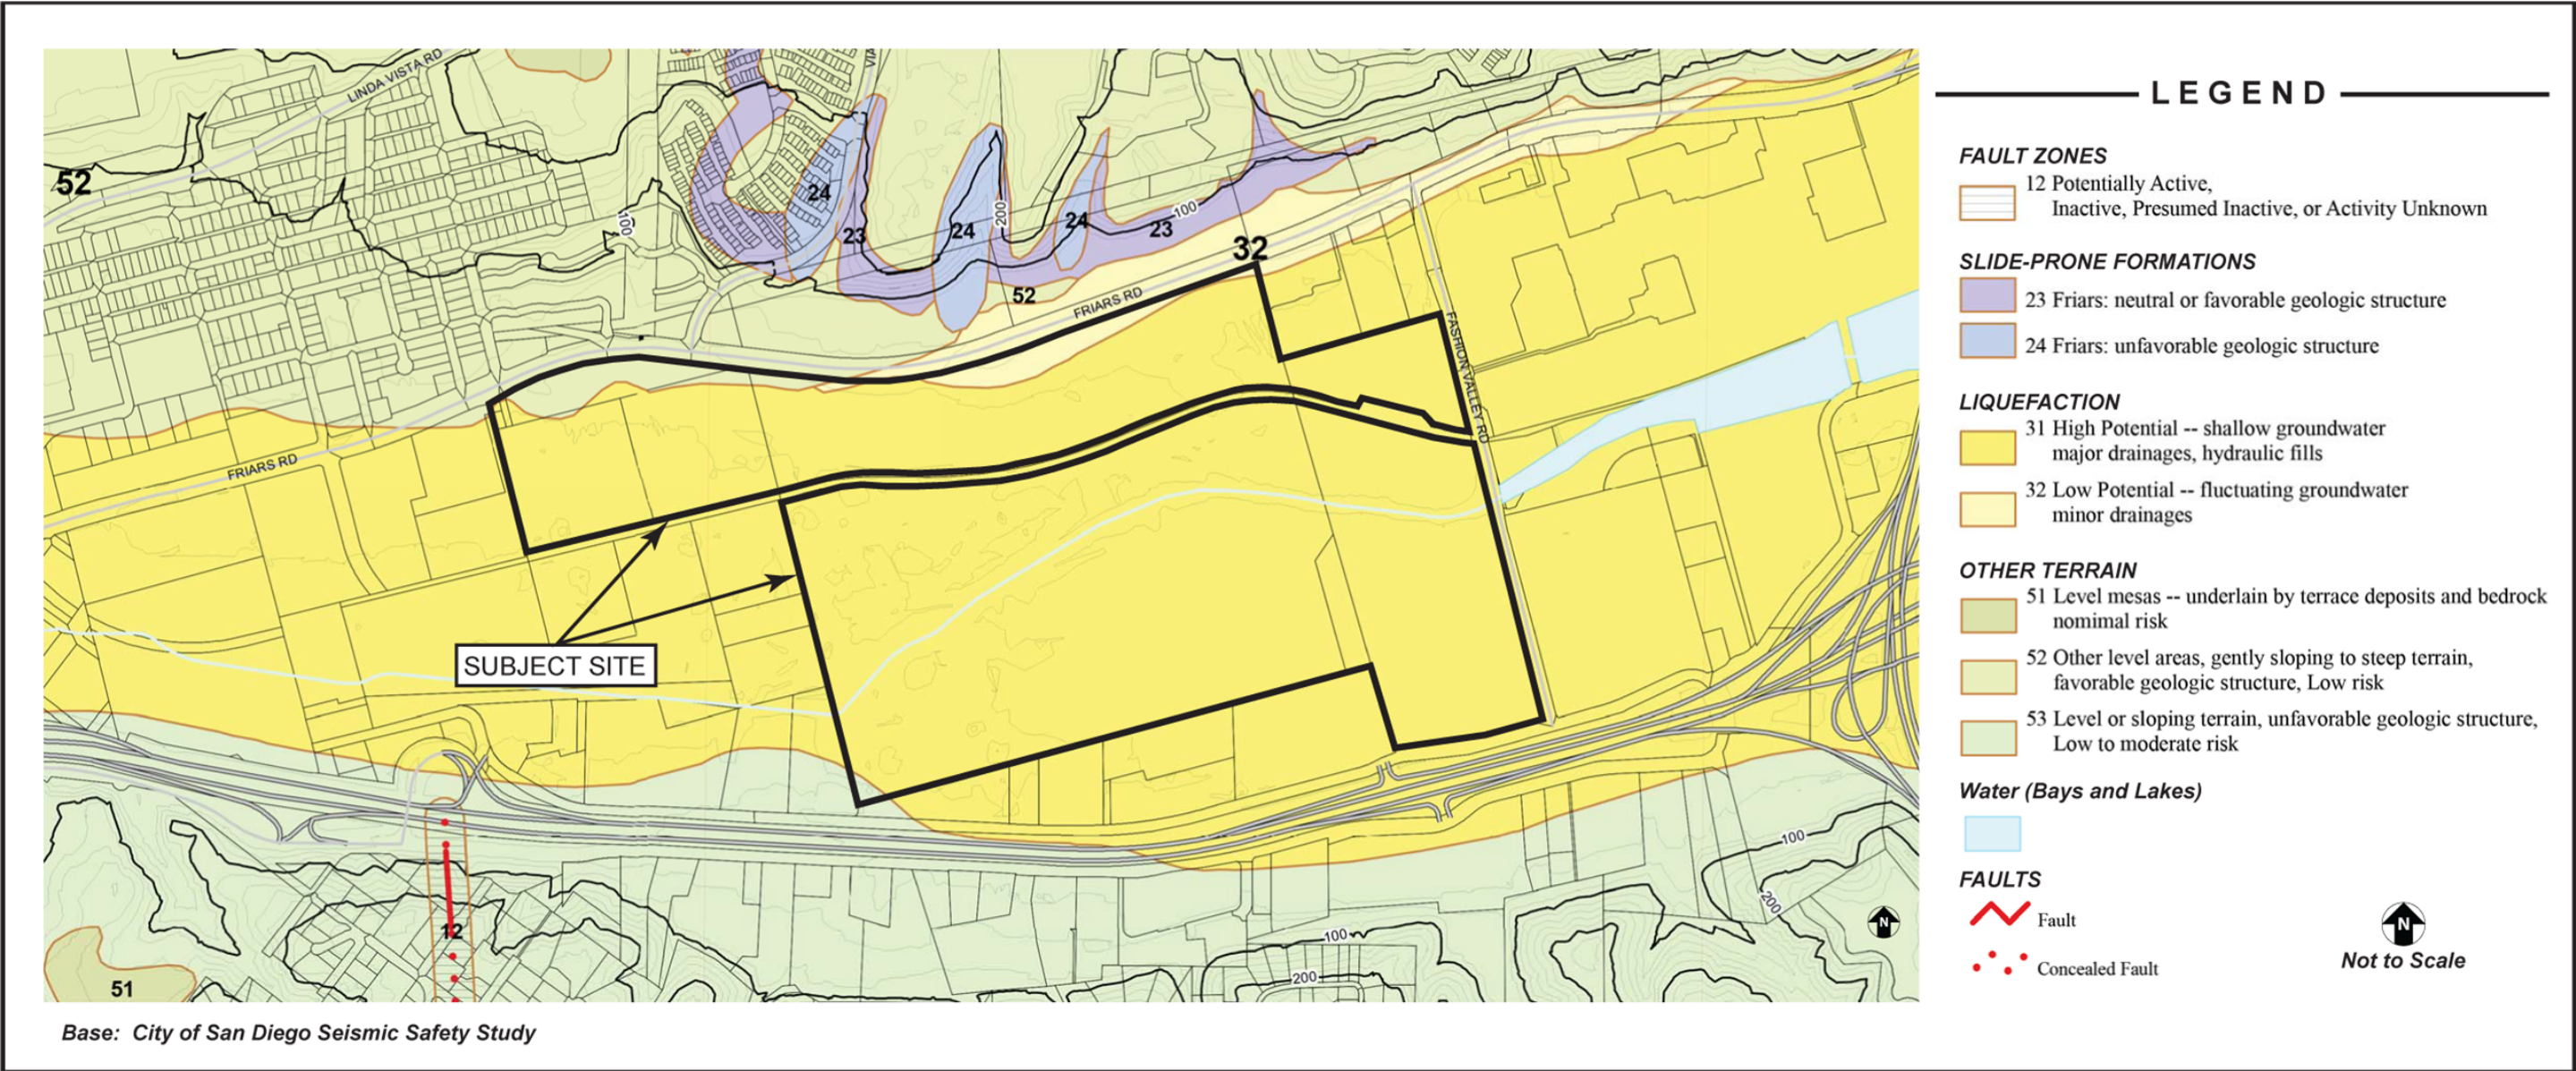 LINDA VISTA RD
VIA
52
100
24
23
24
200
24
23
100
32
52
FRIARS RD
FASHION VALLEY RD
FRIARS RD
SUBJECT SITE
12
51
100
200
100
200
N
Base: City of San Diego Seismic Safety Study
LEGEND
FAULT ZONES
12 Potentially Active,
Inactive, Presumed Inactive, or Activity Unknown
SLIDE-PRONE FORMATIONS
23 Friars: neutral or favorable geologic structure
24 Friars: unfavorable geologic structure
LIQUEFACTION
31 High Potential -- shallow groundwater
major drainages, hydraulic fills
32 Low Potential -- fluctuating groundwater
minor drainages
OTHER TERRAIN
51 Level mesas -- underlain by terrace deposits and bedrock
nomimal risk
52 Other level areas, gently sloping to steep terrain,
favorable geologic structure, Low risk
53 Level or sloping terrain, unfavorable geologic structure,
Low to moderate risk
Water (Bays and Lakes)
FAULTS
Fault
Concealed Fault
N
Not to Scale